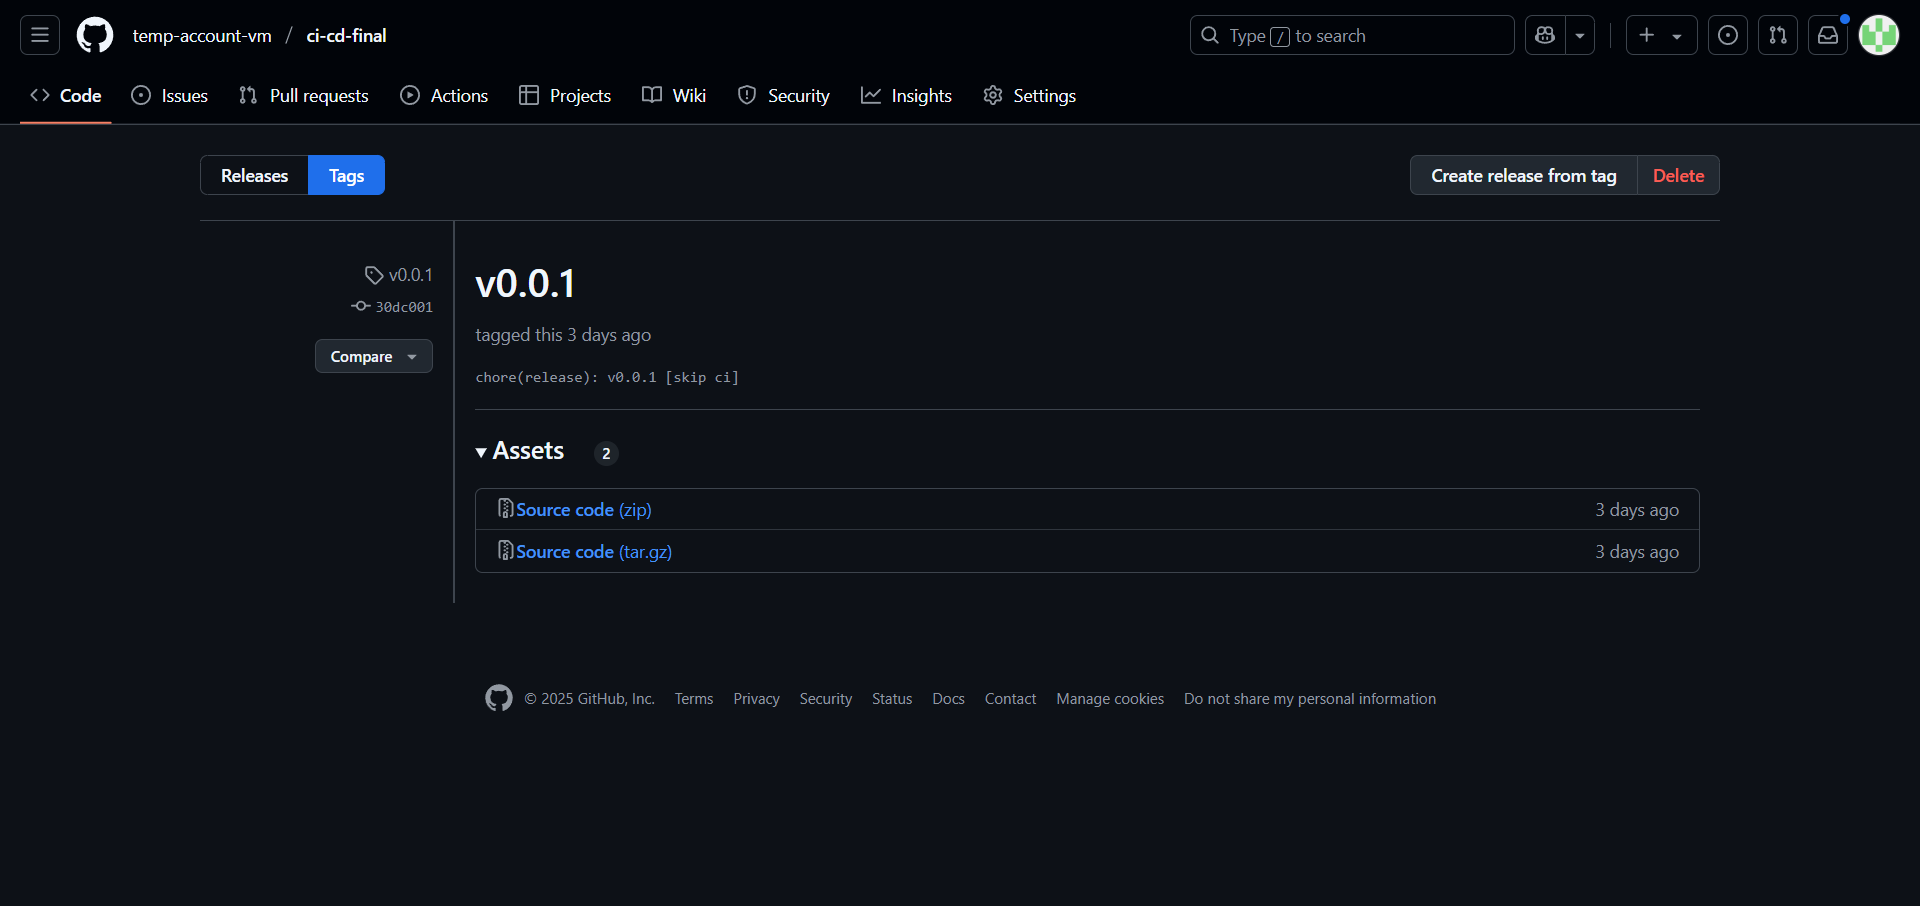 temp-account-vm / ci-cd-final
Type / to search
Code Issues Pull requests Actions Projects Wiki Security Insights Settings
Releases Tags
Create release from tag Delete
v0.0.1
30dc001
Compare
v0.0.1
tagged this 3 days ago
chore(release): v0.0.1 [skip ci]
Assets 2
Source code (zip) 3 days ago
Source code (tar.gz) 3 days ago
© 2025 GitHub, Inc. Terms Privacy Security Status Docs Contact Manage cookies Do not share my personal information